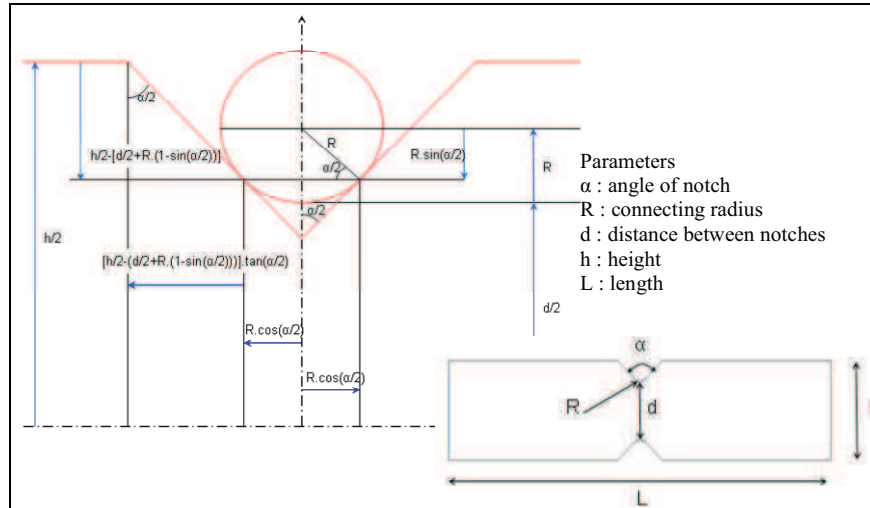 α/2
R
h/2-[d/2+R.(1-sin(α/2))]
α/2
R.sin(α/2)
R
α/2
h/2
[h/2-(d/2+R.(1-sin(α/2)))].tan(α/2)
d/2
R.cos(α/2)
R.cos(α/2)
Parameters
α : angle of notch
R : connecting radius
d : distance between notches
h : height
L : length
α
R
d
L